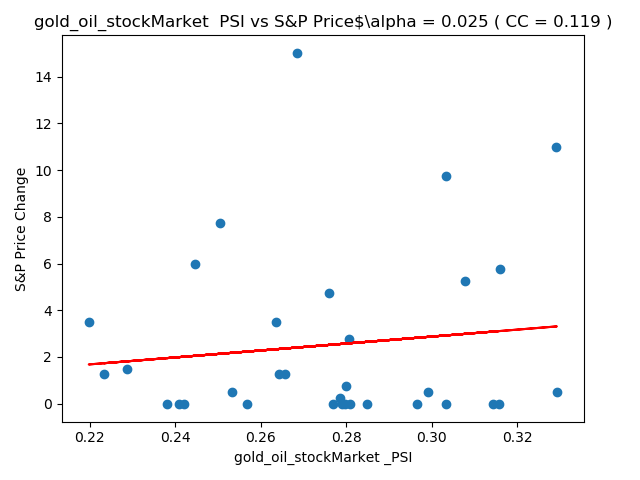 gold_oil_stockMarket  PSI vs S&P Price$\alpha = 0.025 ( CC = 0.119 )
S&P Price Change
14
12
10
8
6
4
2
0
0.22 0.24 0.26 0.28 0.30 0.32
gold_oil_stockMarket _PSI